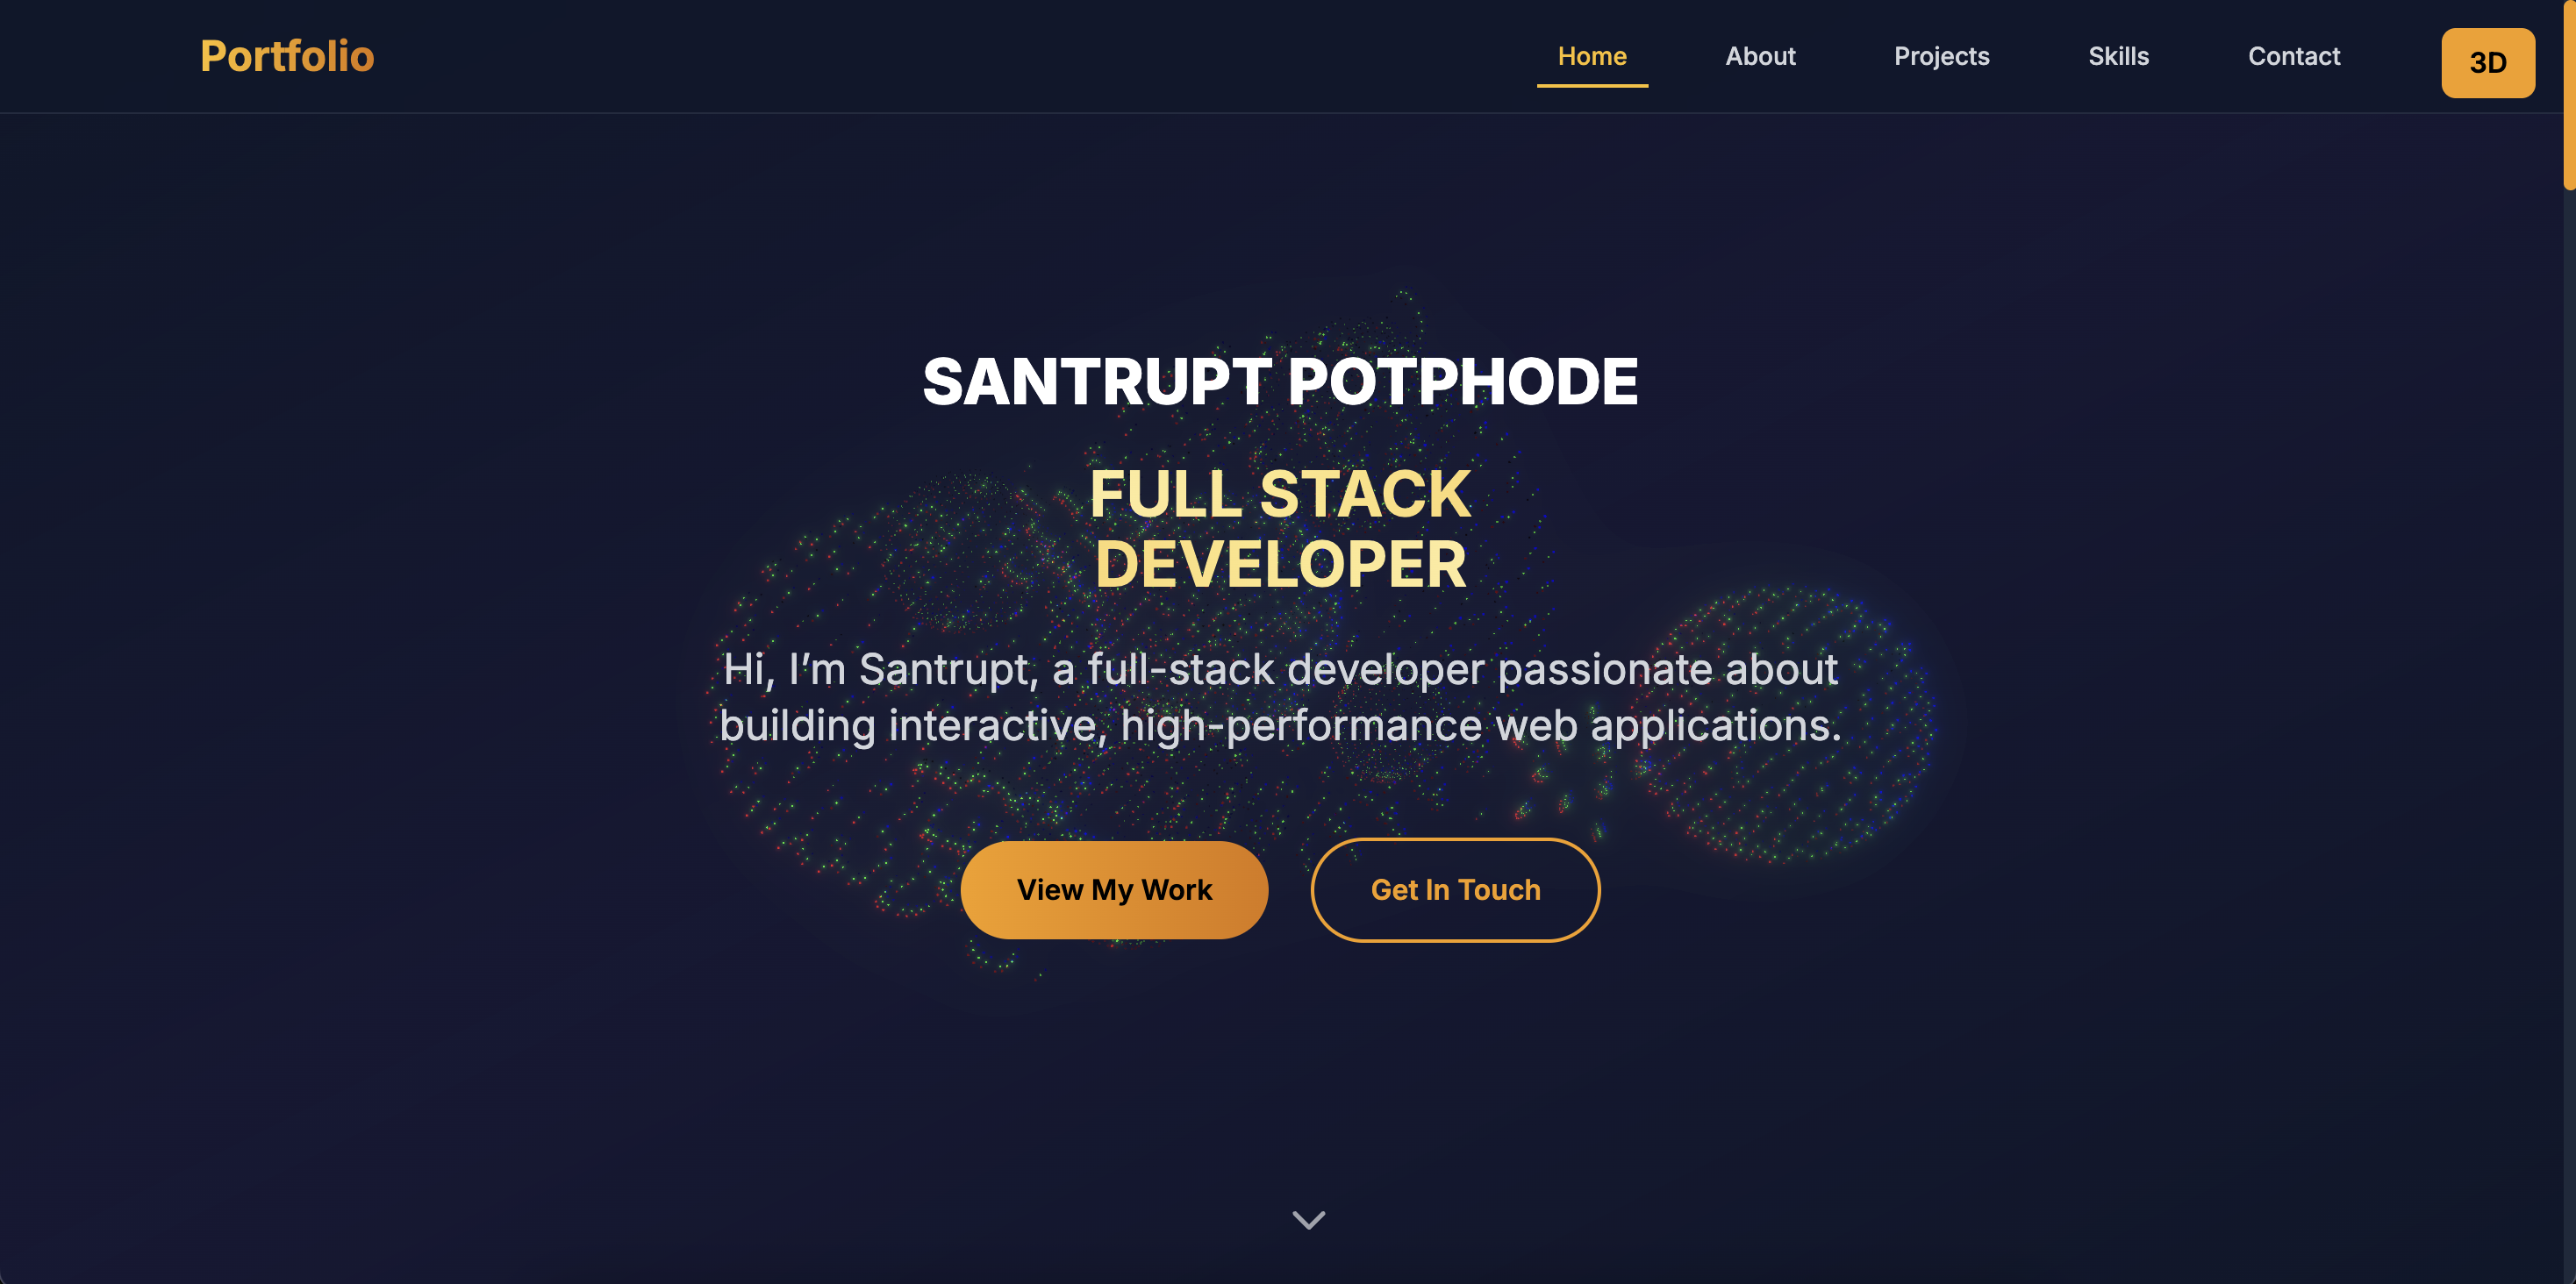 Portfolio
Home
About
Projects
Skills
Contact
3D
SANTRUPT POTPHODE
FULL STACK
DEVELOPER
Hi, I’m Santrupt, a full-stack developer passionate about
building interactive, high-performance web applications.
View My Work
Get In Touch